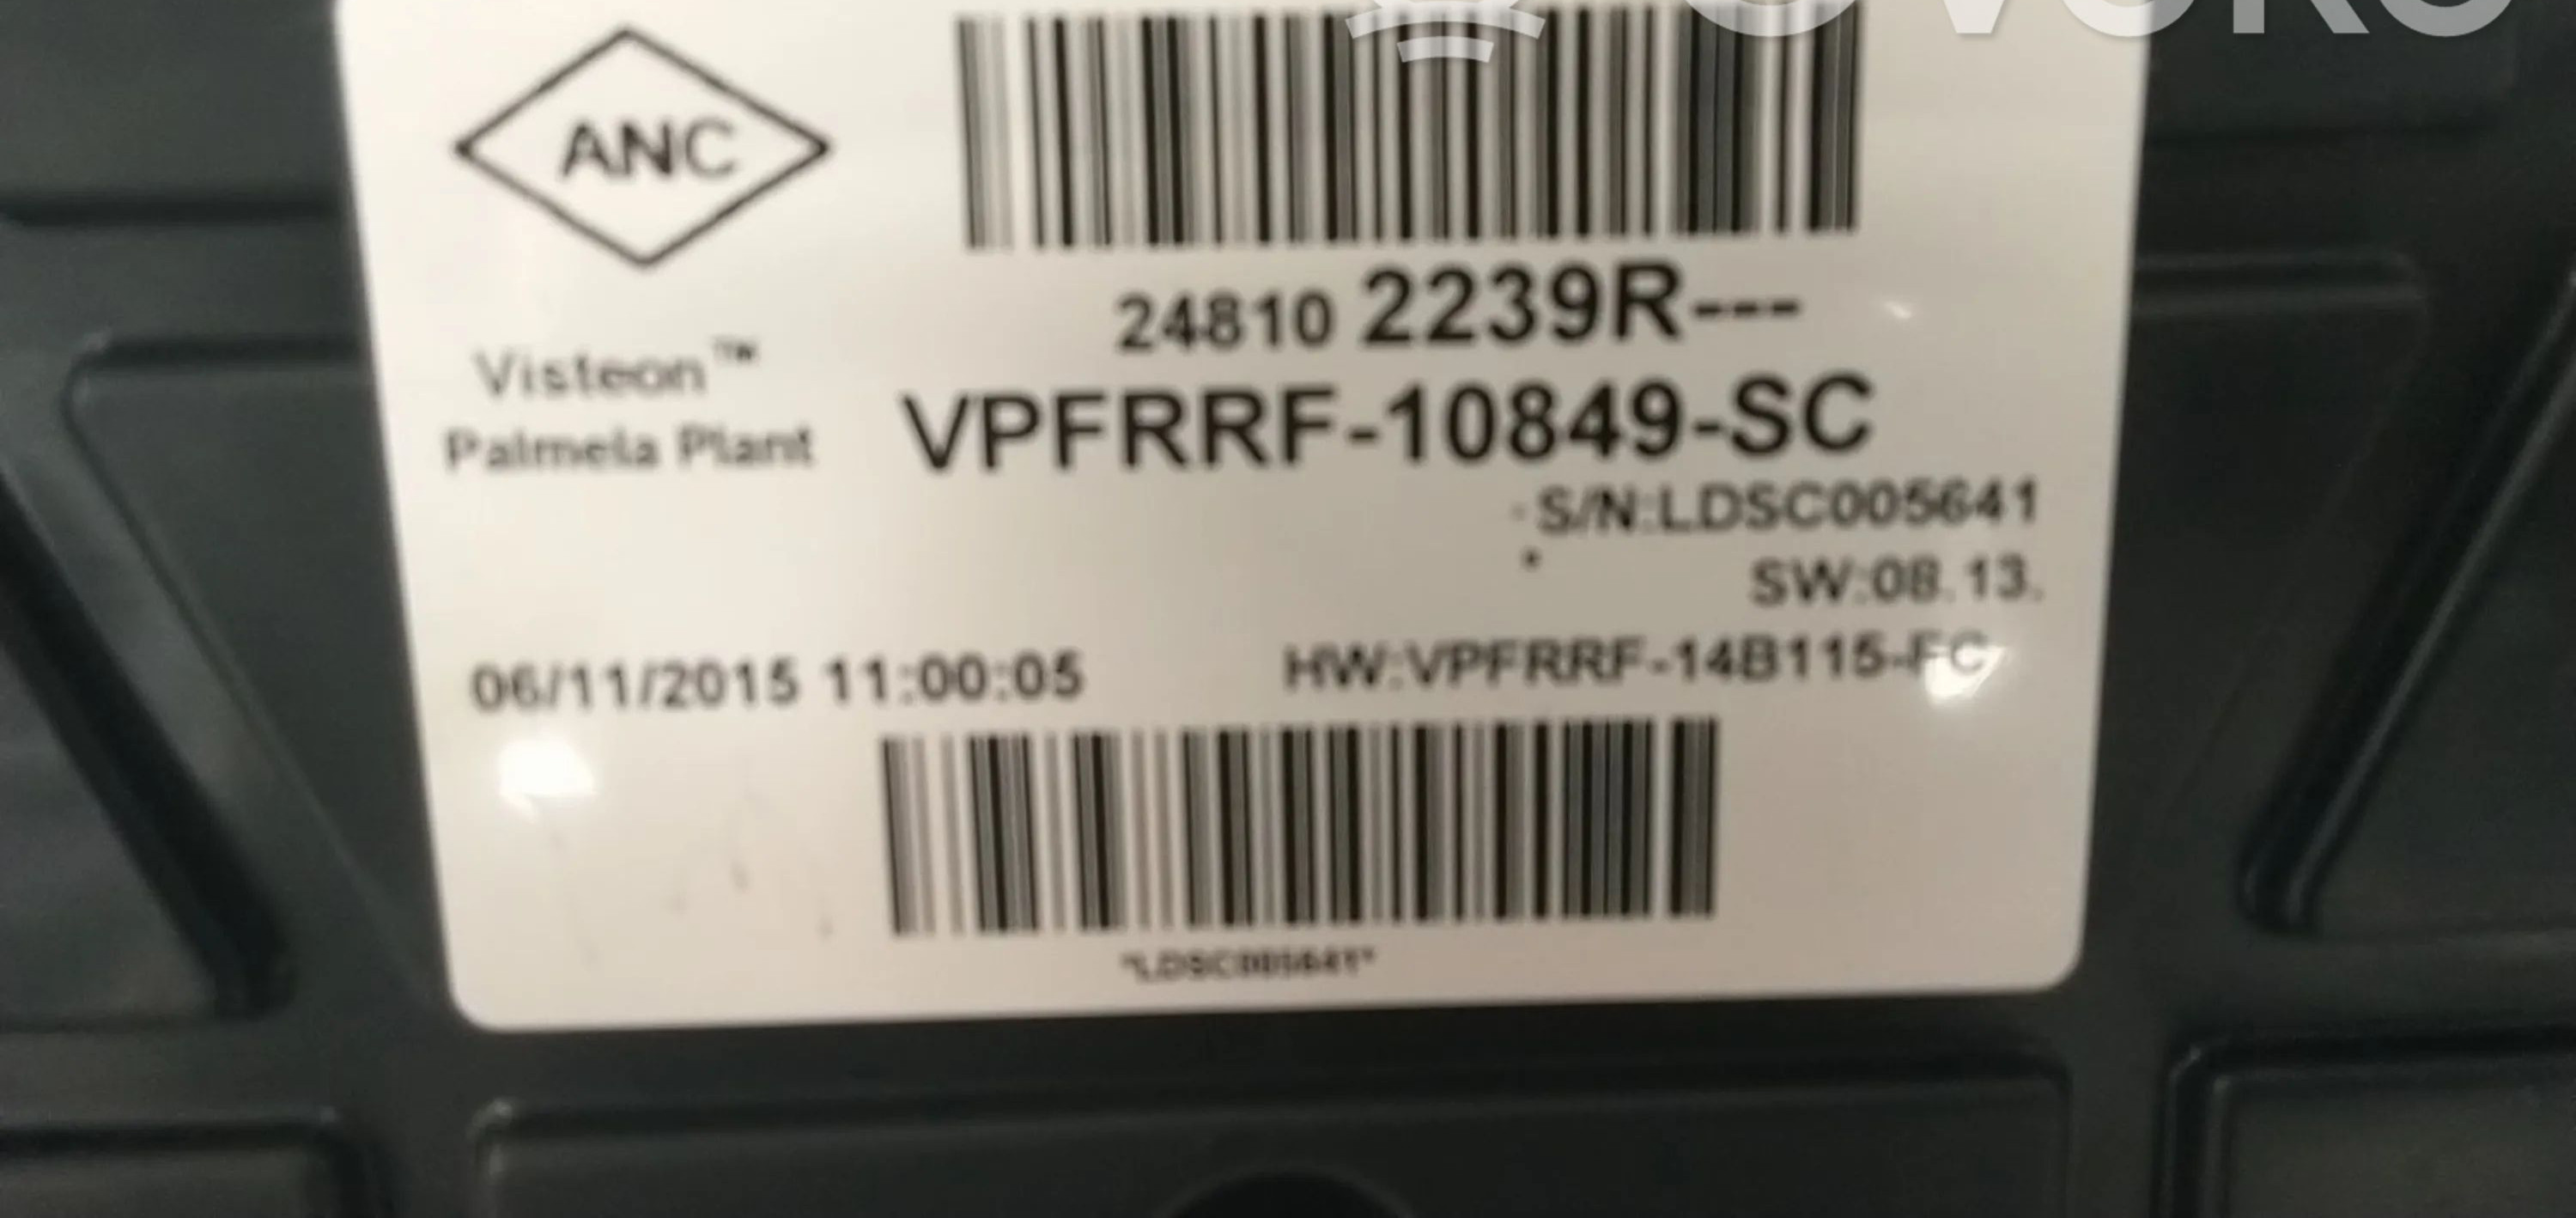 ANC
24810 2239R---
Visteon™
Palmela Plant
VPFRRF-10849-SC
S/N:LDSC005641
SW:08.13.
06/11/2015 11:00:05
HW:VPFRRF-14B115-FC
*LDSC005641*